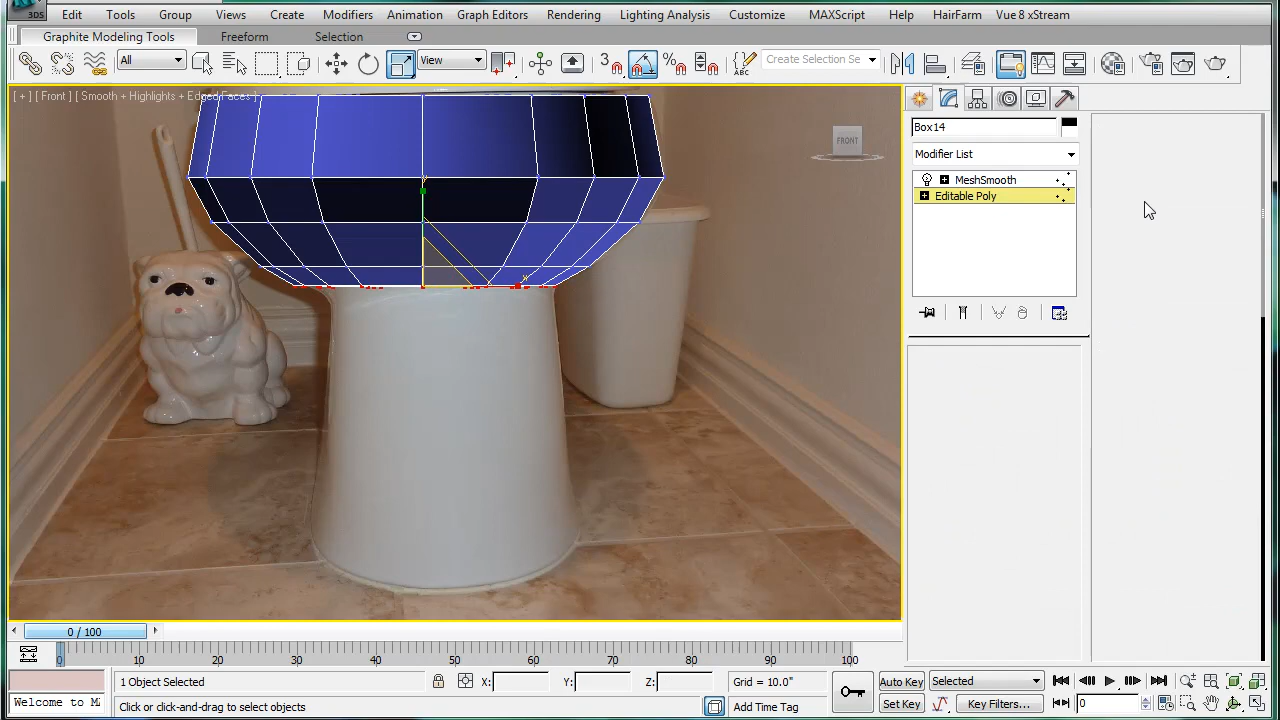 3DS
Edit Tools Group Views Create Modifiers Animation Graph Editors Rendering Lighting Analysis Customize MAXScript Help HairFarm Vue 8 xStream
Graphite Modeling Tools Freeform Selection
All View 3 % ABC Create Selection Se
[ + ] [ Front ] [ Smooth + Highlights + Edged Faces ]
FRONT
Box14
Modifier List
MeshSmooth
Editable Poly
y
x
0 / 100
0 10 20 30 40 50 60 70 80 90 100
1 Object Selected X: Y: Z: Grid = 10.0" Auto Key Selected
Welcome to M Click or click-and-drag to select objects Add Time Tag Set Key Key Filters... 0